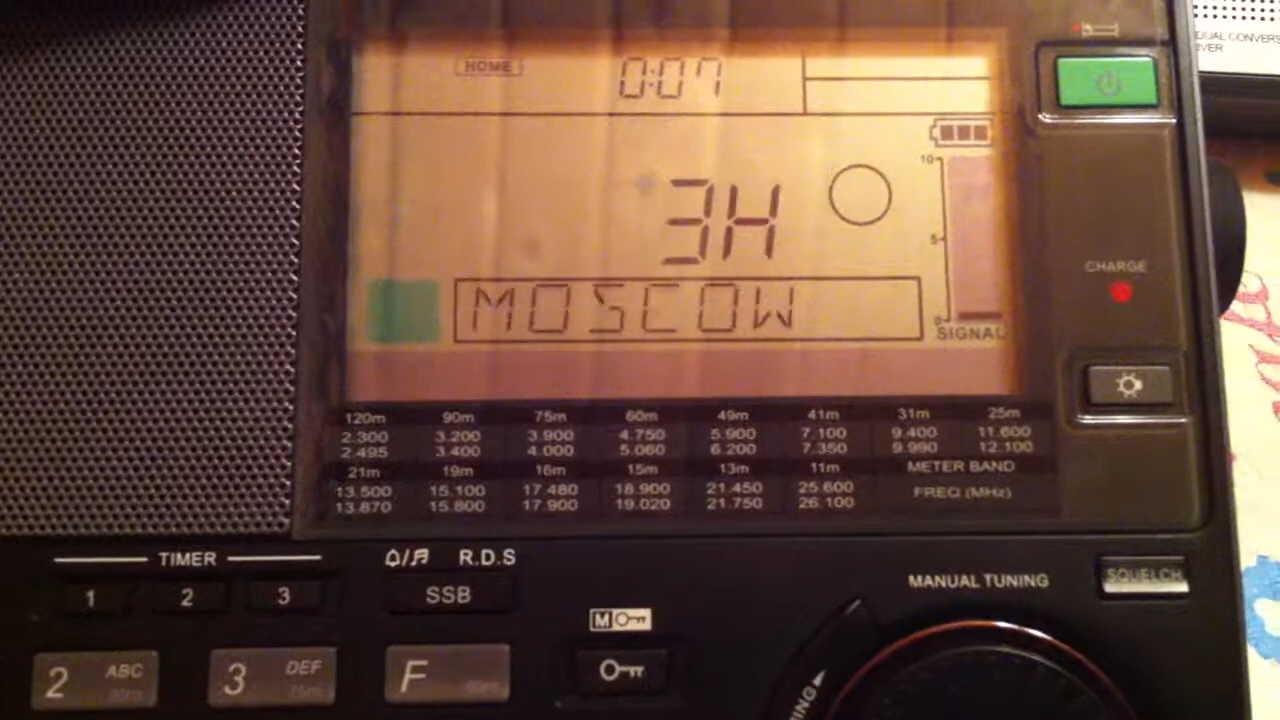 DUAL CONVERS
IVER
HOME
0:07
10
3H
5
CHARGE
MOSCOW
0
SIGNAL
120m 90m 75m 60m 49m 41m 31m 25m
2.300 3.200 3.900 4.750 5.900 7.100 9.400 11.600
2.495 3.400 4.000 5.060 6.200 7.350 9.990 12.100
21m 19m 16m 15m 13m 11m METER BAND
13.500 15.100 17.480 18.900 21.450 25.600 FREQ (MHz)
13.870 15.800 17.900 19.020 21.750 26.100
TIMER R.D.S
1 2 3 SSB
MANUAL TUNING SQUELCH
M
2 ABC 3 DEF F